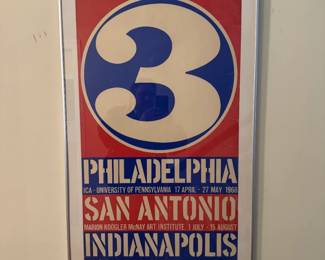 3
PHILADELPHIA
ICA - UNIVERSITY OF PENNSYLVANIA 17 APRIL - 27 MAY 1968
SAN ANTONIO
MARION KOOGLER McNAY ART INSTITUTE 1 JULY - 15 AUGUST
INDIANAPOLIS